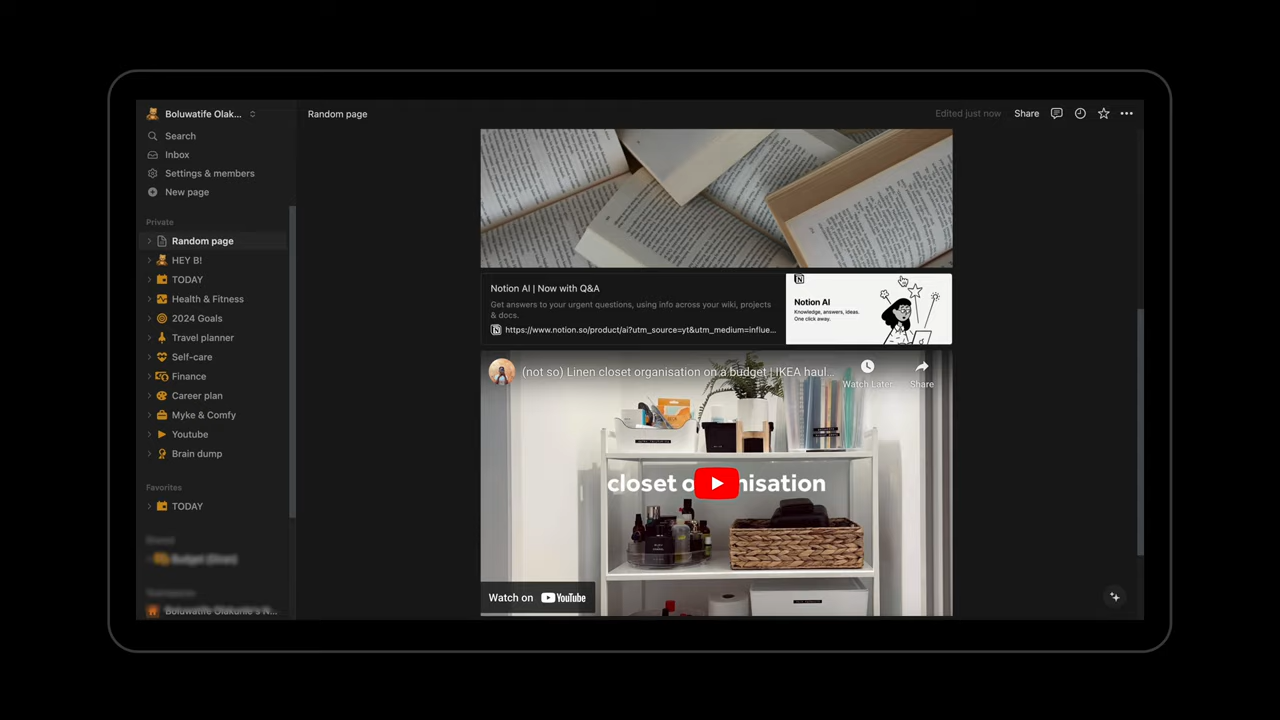 Boluwatife Olak...
Search
Inbox
Settings & members
New page
Private
Random page
HEY B!
TODAY
Health & Fitness
2024 Goals
Travel planner
Self-care
Finance
Career plan
Myke & Comfy
Youtube
Brain dump
Favorites
TODAY
Boluwatife Olakunle's N...
Random page
Edited just now
Share
Notion AI | Now with Q&A
Get answers to your urgent questions, using info across your wiki, projects
& docs.
https://www.notion.so/product/ai?utm_source=yt&utm_medium=influe...
Notion AI
Knowledge, answers, ideas.
One click away.
(not so) Linen closet organisation on a budget | IKEA haul...
Watch Later
Share
Watch on YouTube